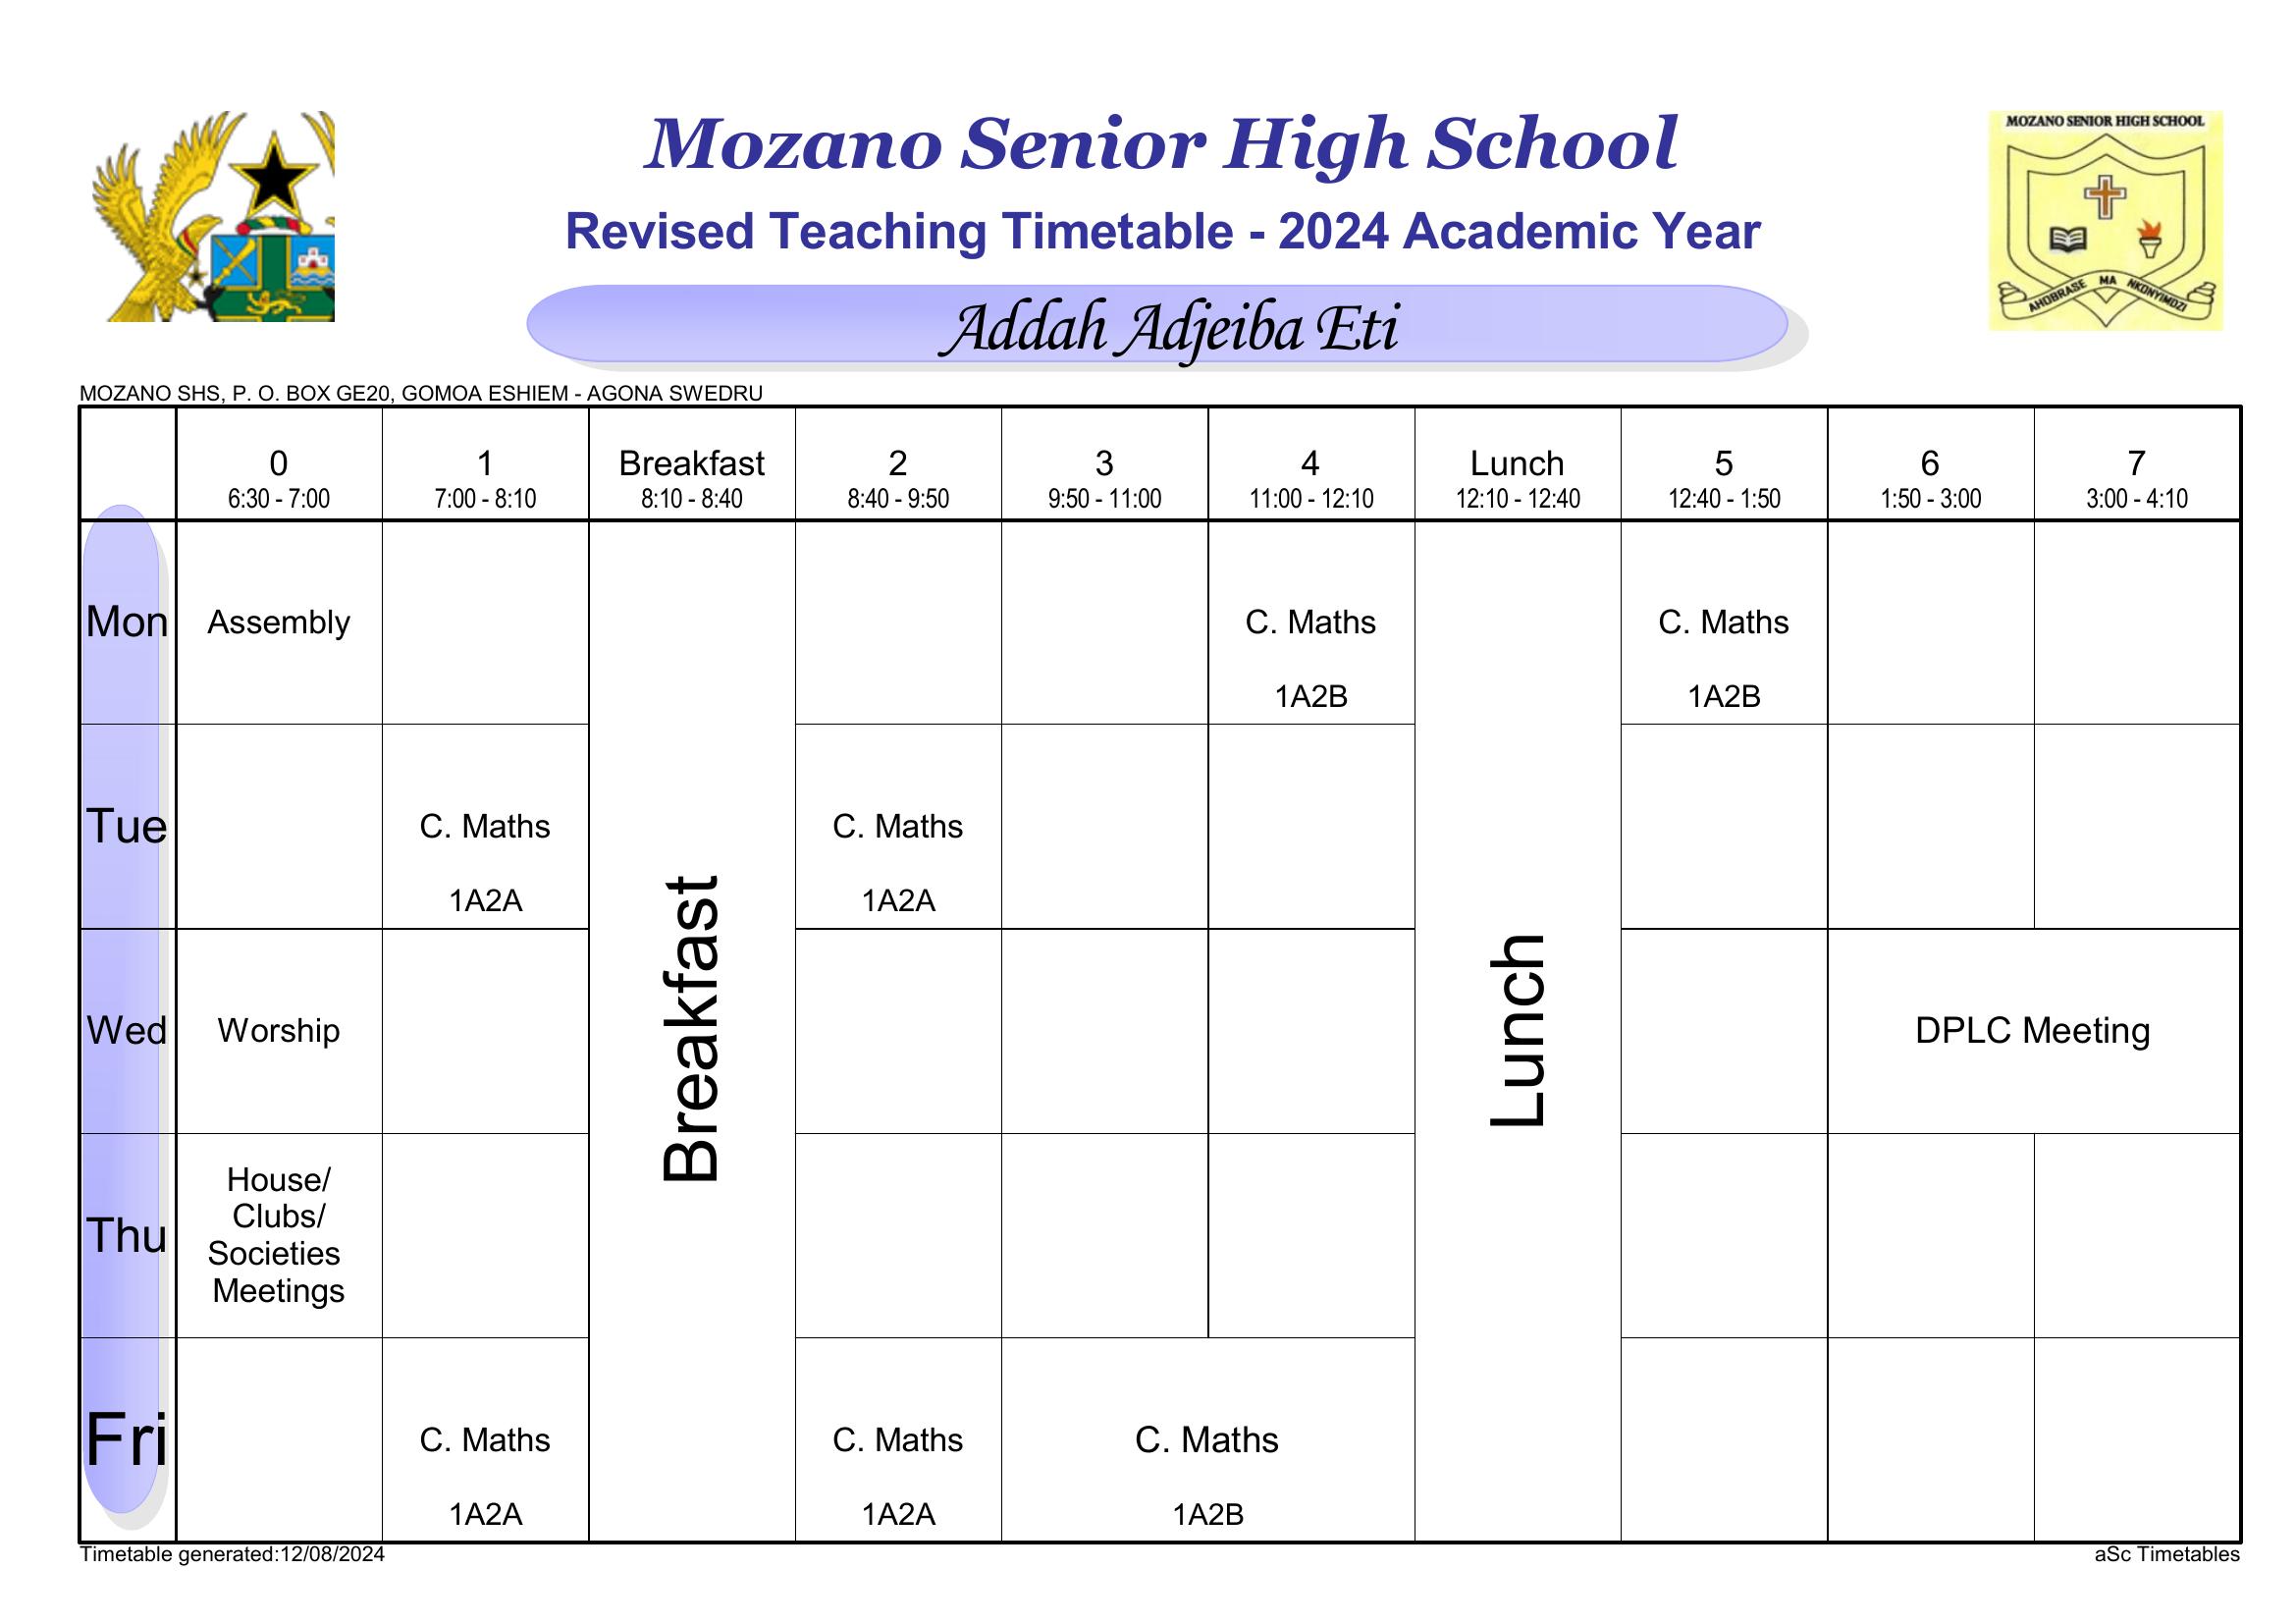 MOZANO SENIOR HIGH SCHOOL
AHOBRASE MA NKONYIMDZI
Mozano Senior High School
Revised Teaching Timetable - 2024 Academic Year
Addah Adjeiba Eti
MOZANO SHS, P. O. BOX GE20, GOMOA ESHIEM - AGONA SWEDRU
0 1 Breakfast 2 3 4 Lunch 5 6 7
6:30 - 7:00 7:00 - 8:10 8:10 - 8:40 8:40 - 9:50 9:50 - 11:00 11:00 - 12:10 12:10 - 12:40 12:40 - 1:50 1:50 - 3:00 3:00 - 4:10
Mon Assembly C. Maths C. Maths
1A2B 1A2B
Tue C. Maths C. Maths
1A2A 1A2A
Breakfast
Lunch
Wed Worship DPLC Meeting
Thu
House/
Clubs/
Societies
Meetings
Fri C. Maths C. Maths C. Maths
1A2A 1A2A 1A2B
Timetable generated:12/08/2024 aSc Timetables